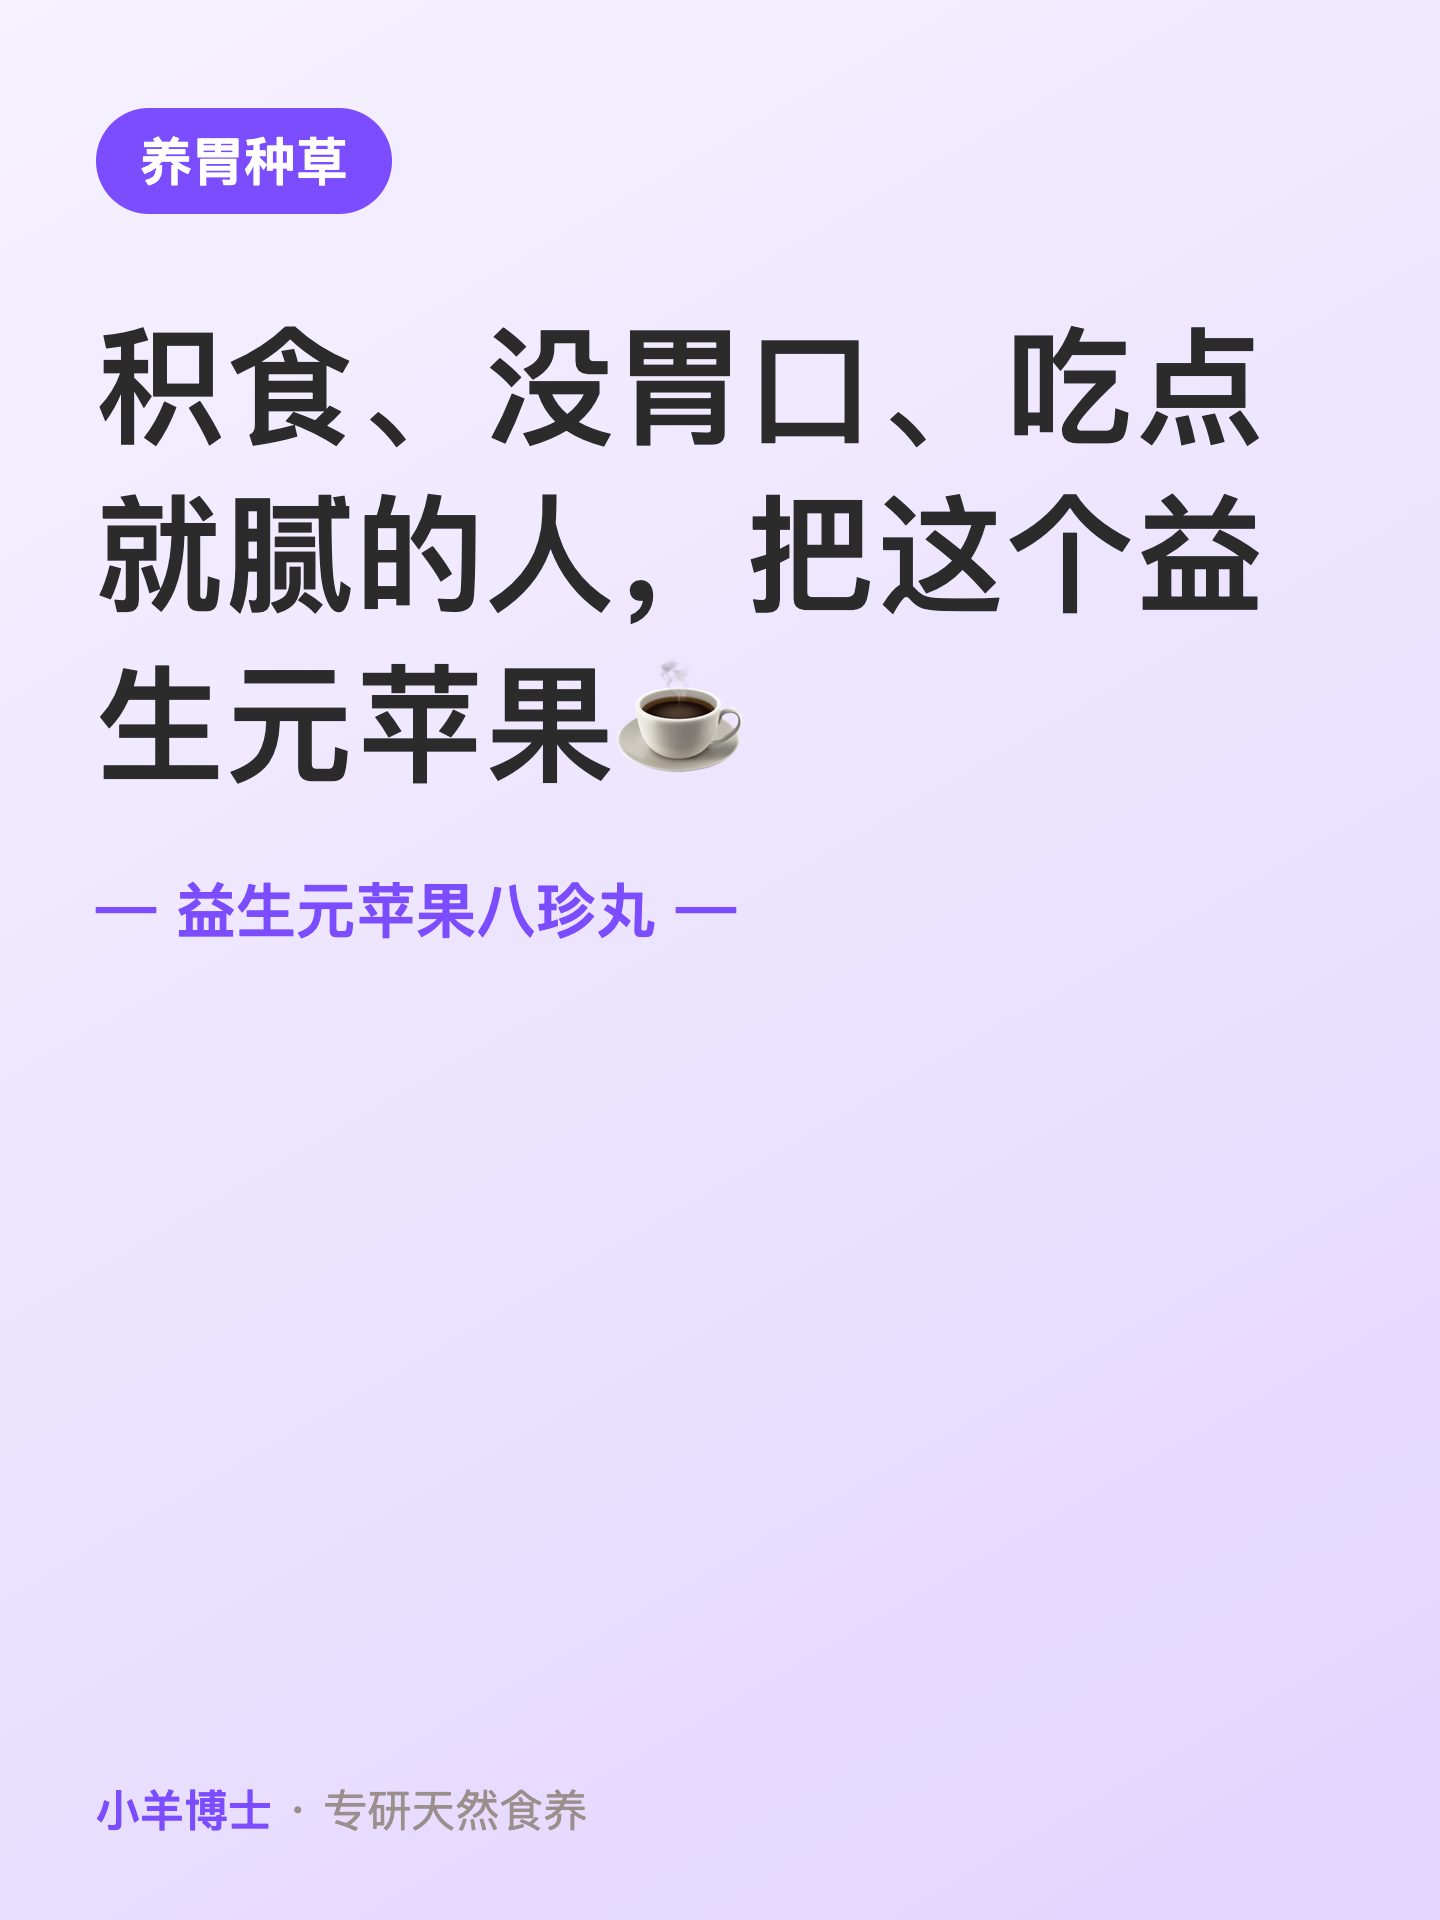 养胃种草
积食、没胃口、吃点
就腻的人，把这个益
生元苹果☕
— 益生元苹果八珍丸 —
小羊博士 · 专研天然食养